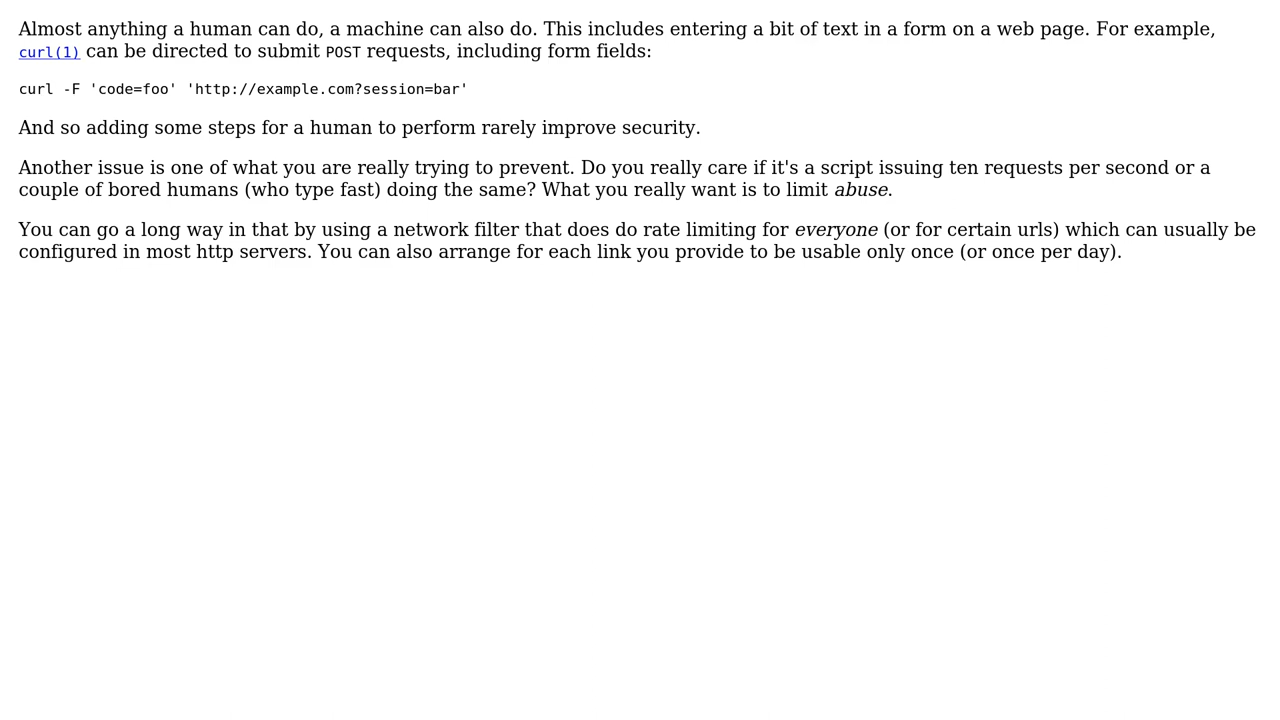 Almost anything a human can do, a machine can also do. This includes entering a bit of text in a form on a web page. For example,
curl(1) can be directed to submit POST requests, including form fields:
curl -F 'code=foo' 'http://example.com?session=bar'
And so adding some steps for a human to perform rarely improve security.
Another issue is one of what you are really trying to prevent. Do you really care if it's a script issuing ten requests per second or a
couple of bored humans (who type fast) doing the same? What you really want is to limit abuse.
You can go a long way in that by using a network filter that does do rate limiting for everyone (or for certain urls) which can usually be
configured in most http servers. You can also arrange for each link you provide to be usable only once (or once per day).